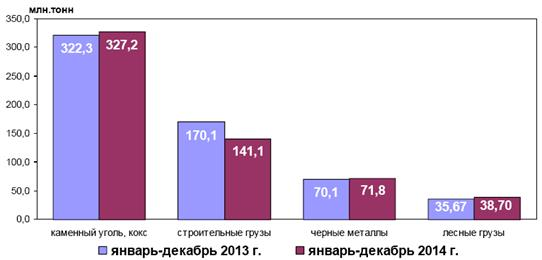 млн.тонн
350,0
300,0
250,0
200,0
150,0
100,0
50,0
0,0
322,3
327,2
170,1
141,1
70,1
71,8
35,67
38,70
каменный уголь, кокс
строительные грузы
черные металлы
лесные грузы
январь-декабрь 2013 г.
январь-декабрь 2014 г.